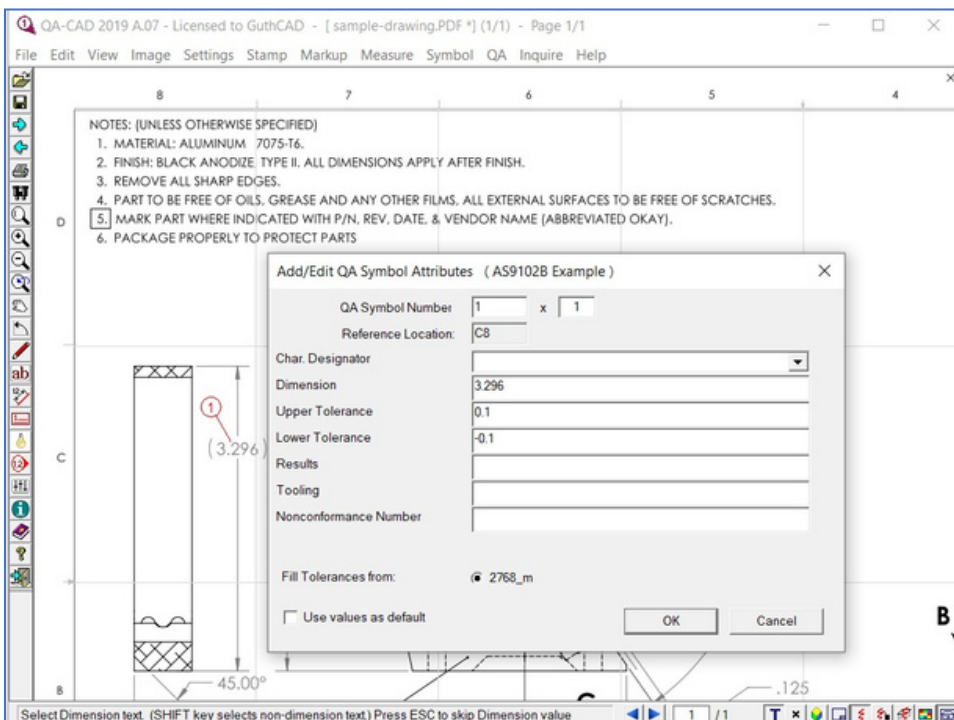 QA-CAD 2019 A.07 - Licensed to GuthCAD - [ sample-drawing.PDF *] (1/1) - Page 1/1
File Edit View Image Settings Stamp Markup Measure Symbol QA Inquire Help
8 7 6 5 4
NOTES: (UNLESS OTHERWISE SPECIFIED)
1. MATERIAL: ALUMINUM 7075-T6.
2. FINISH: BLACK ANODIZE TYPE II. ALL DIMENSIONS APPLY AFTER FINISH.
3. REMOVE ALL SHARP EDGES.
4. PART TO BE FREE OF OILS, GREASE AND ANY OTHER FILMS, ALL EXTERNAL SURFACES TO BE FREE OF SCRATCHES.
D 5. MARK PART WHERE INDICATED WITH P/N, REV, DATE, & VENDOR NAME (ABBREVIATED OKAY).
6. PACKAGE PROPERLY TO PROTECT PARTS
Add/Edit QA Symbol Attributes ( AS9102B Example )
QA Symbol Number 1 x 1
Reference Location: C8
Char. Designator
Dimension 3.296
Upper Tolerance 0.1
Lower Tolerance -0.1
Results
Tooling
Nonconformance Number
Fill Tolerances from: 2768_m
Use values as default
OK Cancel
ab
12
1
(3.296)
C
B
45.00°
B
.125
C
Select Dimension text. (SHIFT key selects non-dimension text.) Press ESC to skip Dimension value
1 /1
T